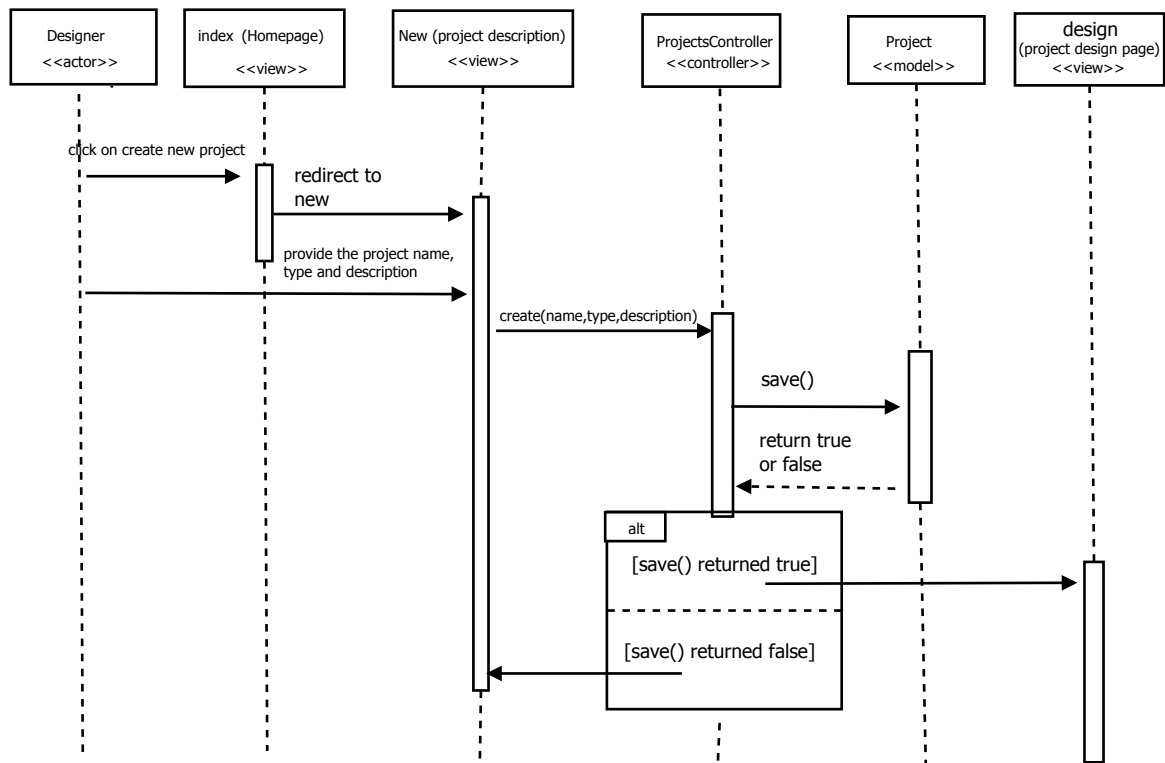 Designer
<<actor>>
index (Homepage)
<<view>>
New (project description)
<<view>>
ProjectsController
<<controller>>
Project
<<model>>
design
(project design page)
<<view>>
click on create new project
redirect to
new
provide the project name,
type and description
create(name,type,description)
save()
return true
or false
alt
[save() returned true]
[save() returned false]